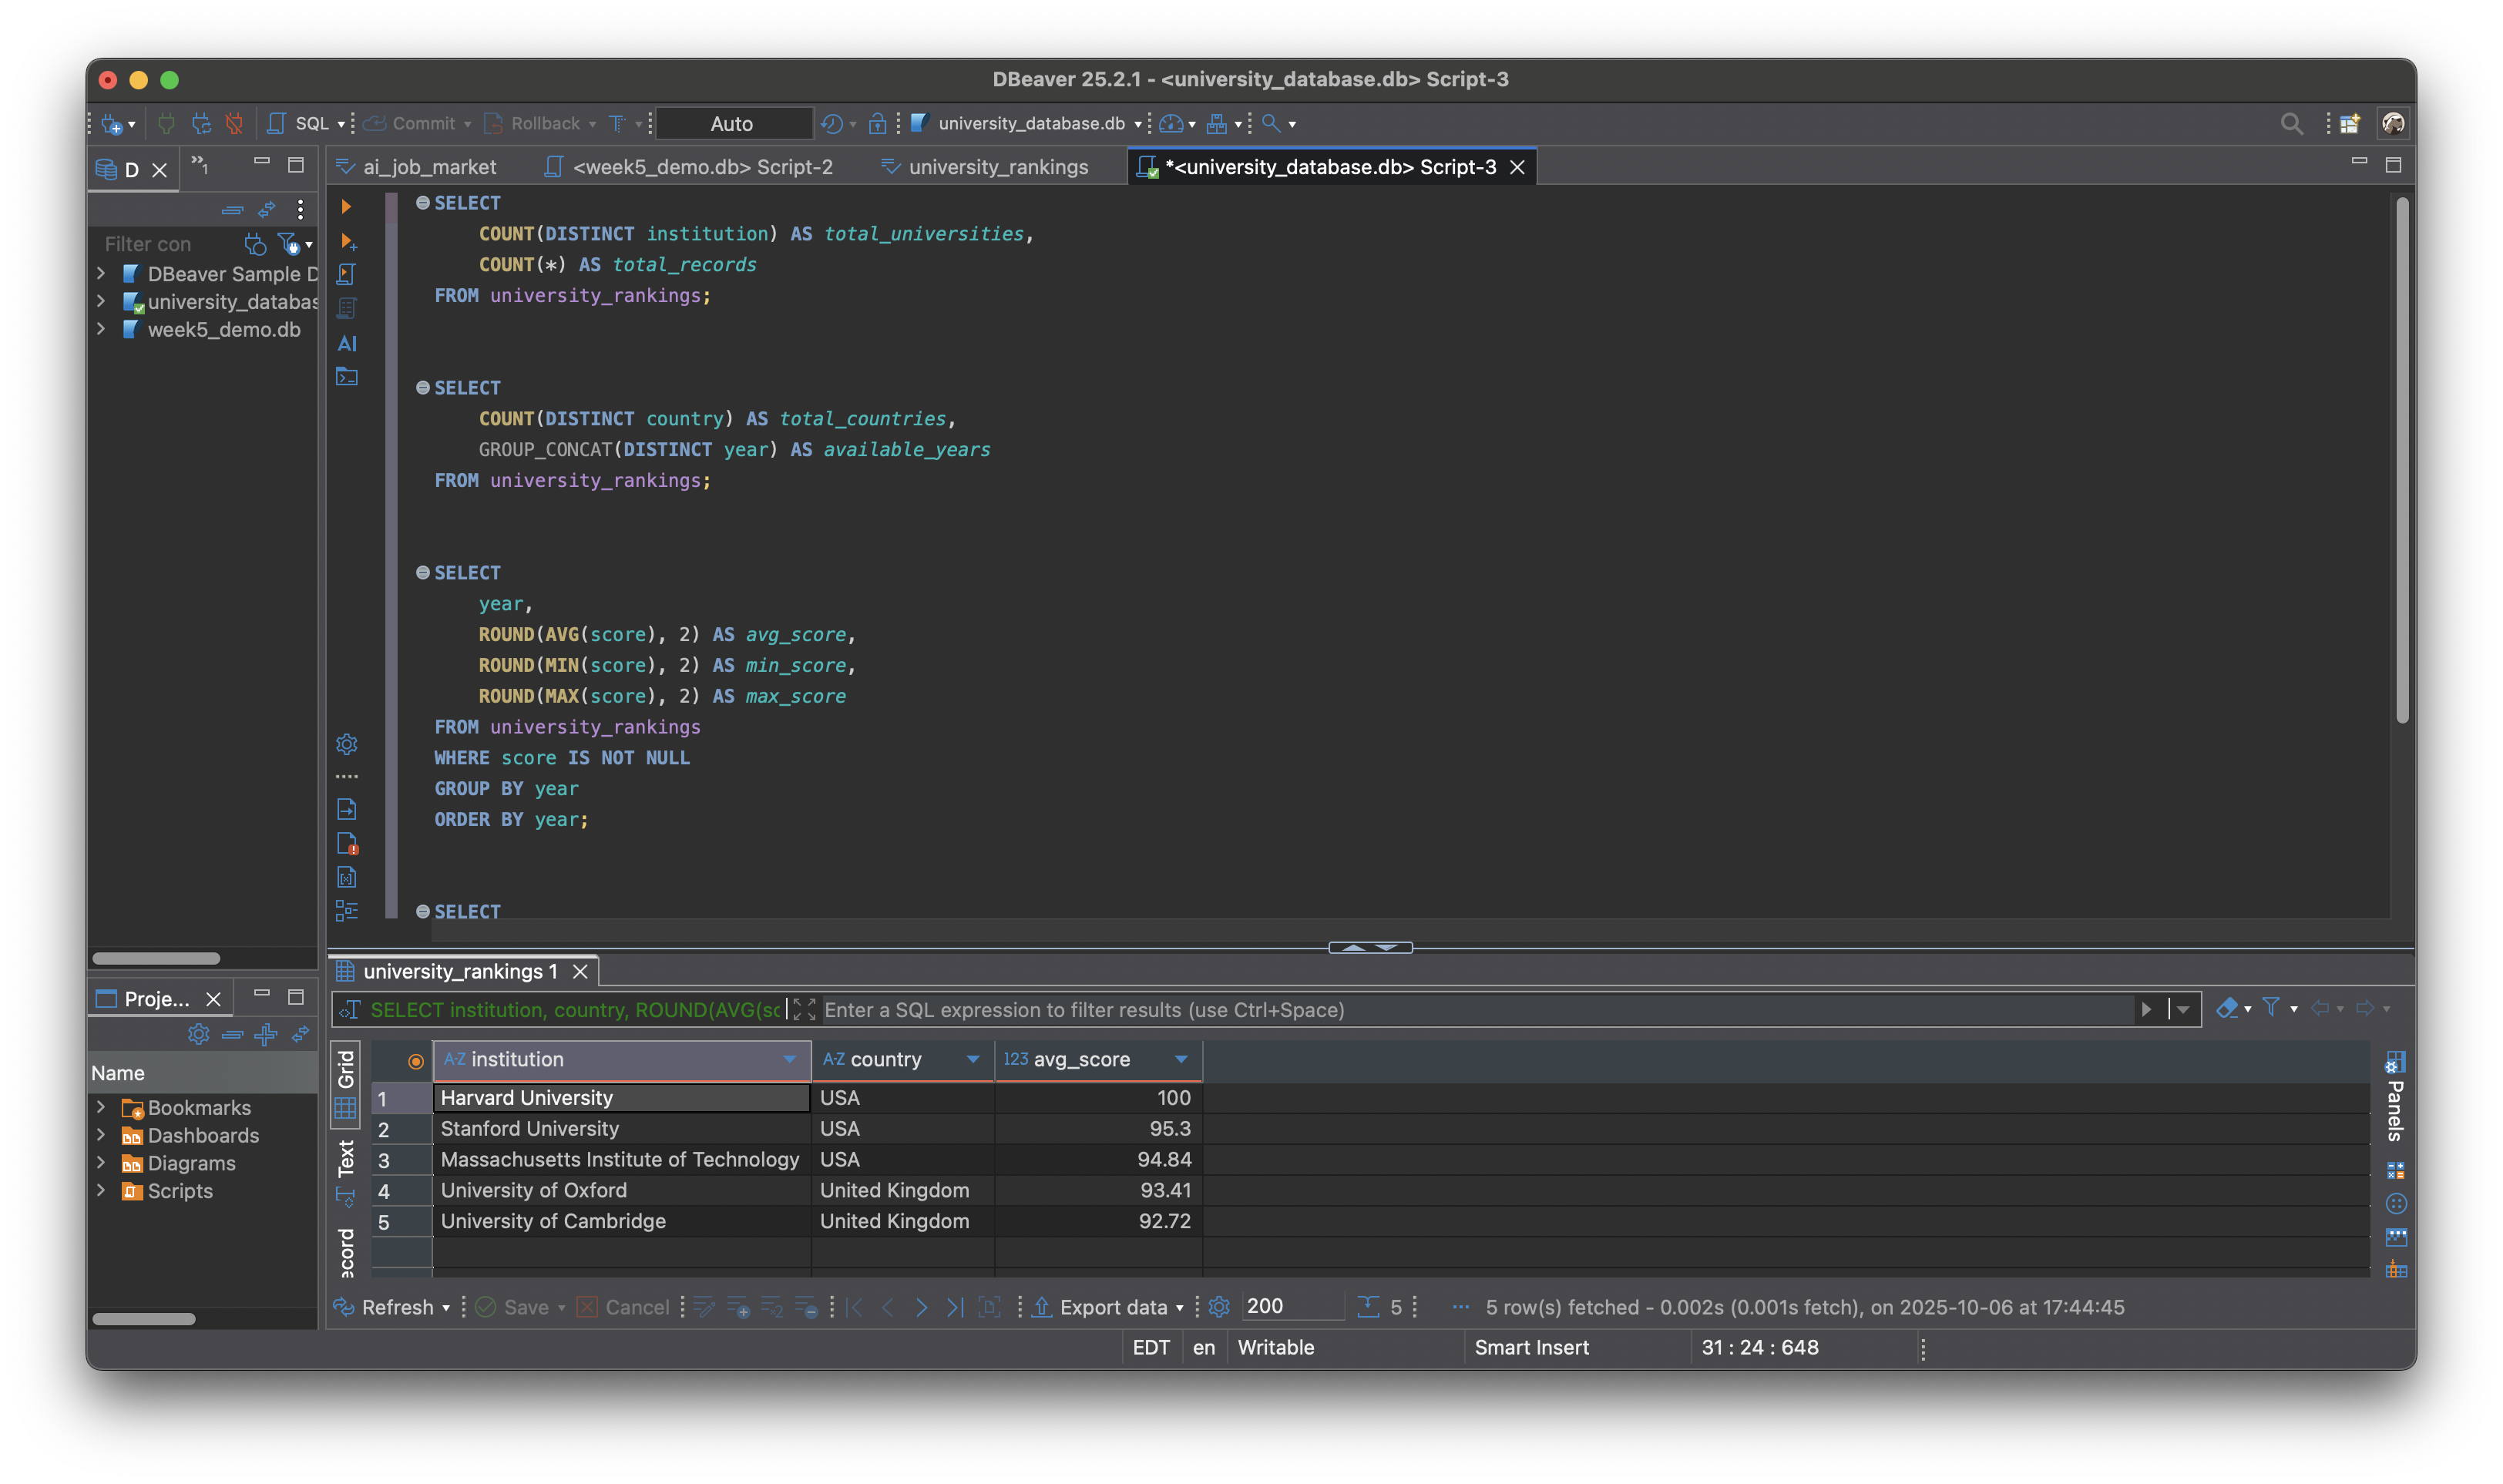 DBeaver 25.2.1 - <university_database.db> Script-3
SQL Commit Rollback Auto university_database.db
D »1 ai_job_market <week5_demo.db> Script-2 university_rankings *<university_database.db> Script-3
Filter con
DBeaver Sample D
university_databas
week5_demo.db
AI
SELECT
COUNT(DISTINCT institution) AS total_universities,
COUNT(*) AS total_records
FROM university_rankings;
SELECT
COUNT(DISTINCT country) AS total_countries,
GROUP_CONCAT(DISTINCT year) AS available_years
FROM university_rankings;
SELECT
year,
ROUND(AVG(score), 2) AS avg_score,
ROUND(MIN(score), 2) AS min_score,
ROUND(MAX(score), 2) AS max_score
FROM university_rankings
WHERE score IS NOT NULL
GROUP BY year
ORDER BY year;
SELECT
Proje...
Name
Bookmarks
Dashboards
Diagrams
Scripts
university_rankings 1
SELECT institution, country, ROUND(AVG(sc Enter a SQL expression to filter results (use Ctrl+Space)
Grid
Text
ecord
A-Z institution A-Z country 123 avg_score
1 Harvard University USA 100
2 Stanford University USA 95.3
3 Massachusetts Institute of Technology USA 94.84
4 University of Oxford United Kingdom 93.41
5 University of Cambridge United Kingdom 92.72
Panels
Refresh Save Cancel Export data 200 5 ... 5 row(s) fetched - 0.002s (0.001s fetch), on 2025-10-06 at 17:44:45
EDT en Writable Smart Insert 31 : 24 : 648